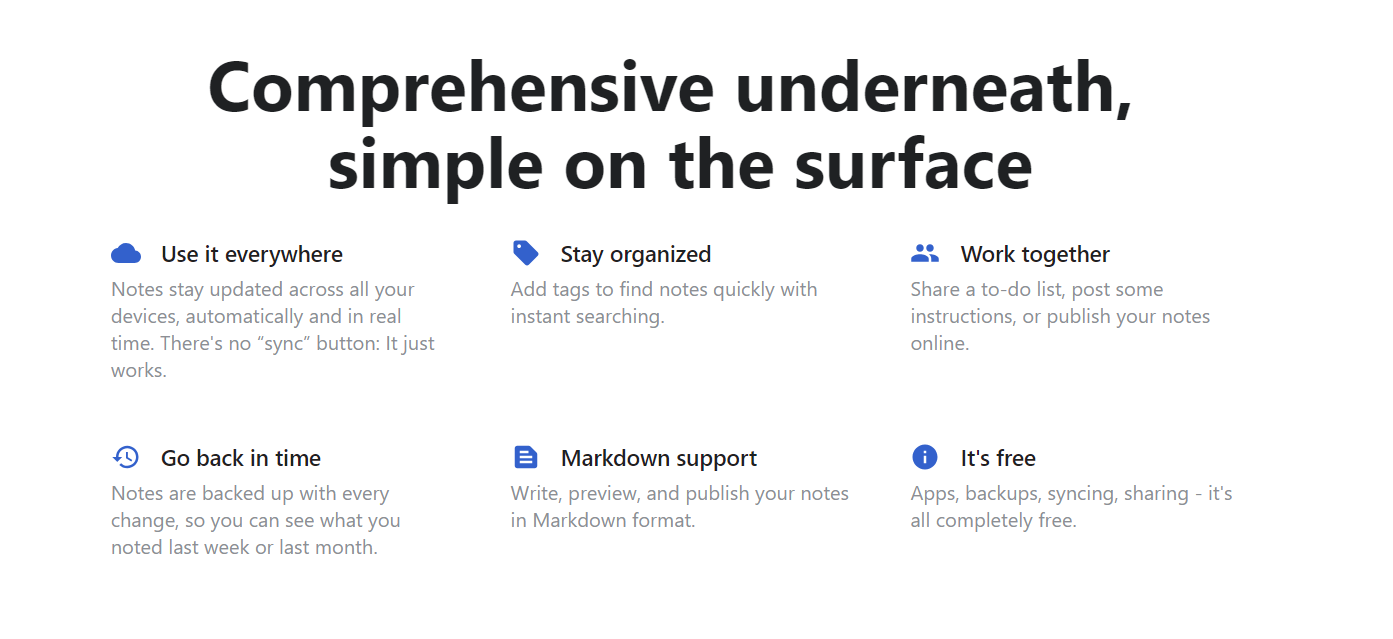 Comprehensive underneath,
simple on the surface
Use it everywhere
Notes stay updated across all your
devices, automatically and in real
time. There's no “sync” button: It just
works.
Stay organized
Add tags to find notes quickly with
instant searching.
Work together
Share a to-do list, post some
instructions, or publish your notes
online.
Go back in time
Notes are backed up with every
change, so you can see what you
noted last week or last month.
Markdown support
Write, preview, and publish your notes
in Markdown format.
It's free
Apps, backups, syncing, sharing - it's
all completely free.